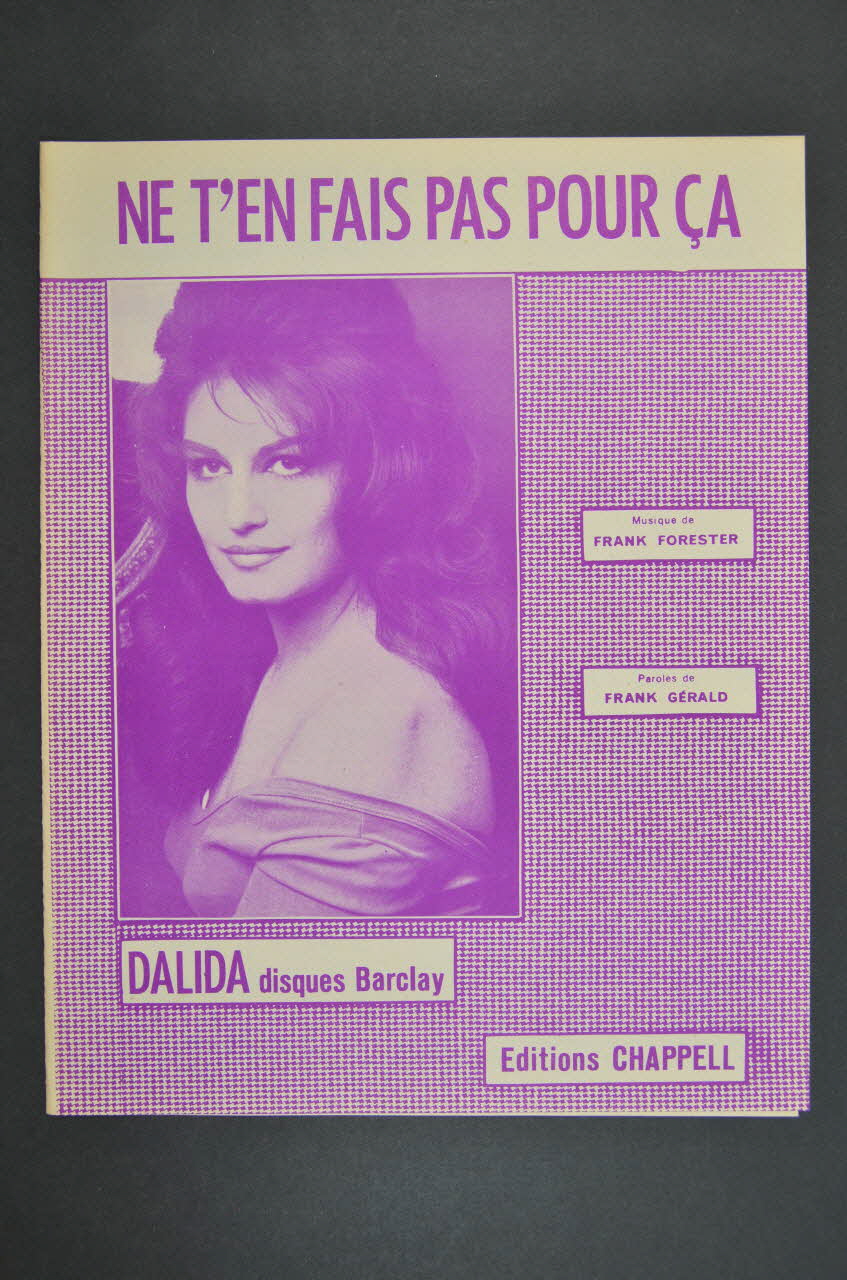 NE T'EN FAIS PAS POUR ÇA
Musique de
FRANK FORESTER
Paroles de
FRANK GÉRALD
DALIDA disques Barclay
Editions CHAPPELL